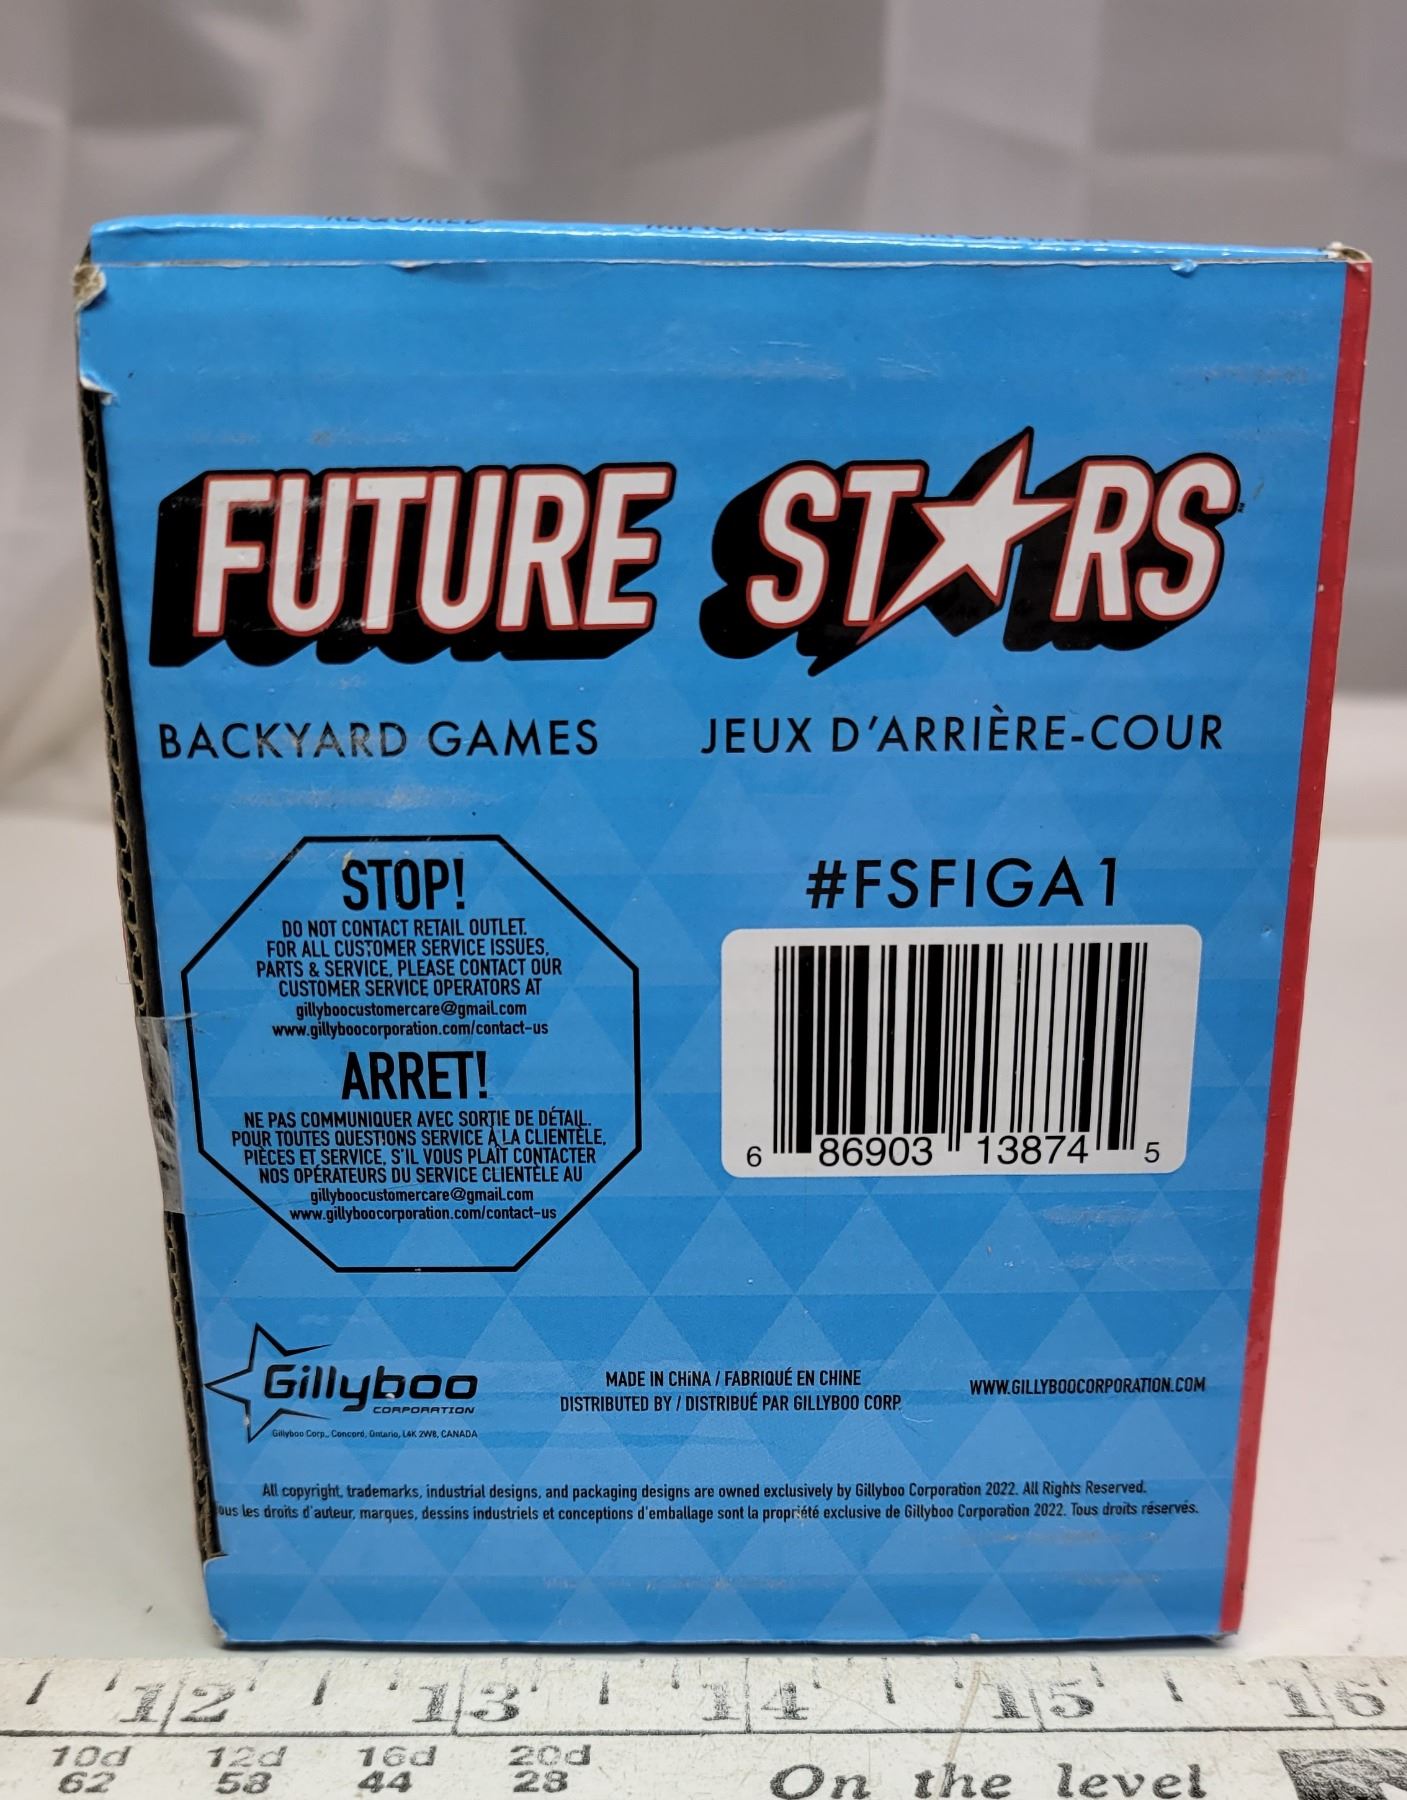 REQUIRED MINUTES IN CANADA
FUTURE STARS
BACKYARD GAMES
JEUX D'ARRIÈRE-COUR
STOP!
DO NOT CONTACT RETAIL OUTLET.
FOR ALL CUSTOMER SERVICE ISSUES,
PARTS & SERVICE, PLEASE CONTACT OUR
CUSTOMER SERVICE OPERATORS AT
gillyboocustomercare@gmail.com
www.gillyboocorporation.com/contact-us
ARRET!
NE PAS COMMUNIQUER AVEC SORTIE DE DÉTAIL.
POUR TOUTES QUESTIONS SERVICE À LA CLIENTÈLE,
PIÈCES ET SERVICE, S'IL VOUS PLAÎT CONTACTER
NOS OPÉRATEURS DU SERVICE CLIENTÈLE AU
gillyboocustomercare@gmail.com
www.gillyboocorporation.com/contact-us
#FSFIGA1
6 86903 13874 5
Gillyboo
CORPORATION
Gillyboo Corp., Concord, Ontario, L4K 2W8, CANADA
MADE IN CHiNA / FABRIQUÉ EN CHINE
DISTRIBUTED BY / DISTRIBUÉ PAR GILLYBOO CORP.
WWW.GILLYBOOCORPORATION.COM
All copyright, trademarks, industrial designs, and packaging designs are owned exclusively by Gillyboo Corporation 2022. All Rights Reserved.
ous les droits d'auteur, marques, dessins industriels et conceptions d'emballage sont la propriété exclusive de Gillyboo Corporation 2022. Tous droits réservés.
12 13 14 15 16
10d 12d 16d 20d
62 58 44 28
On the level